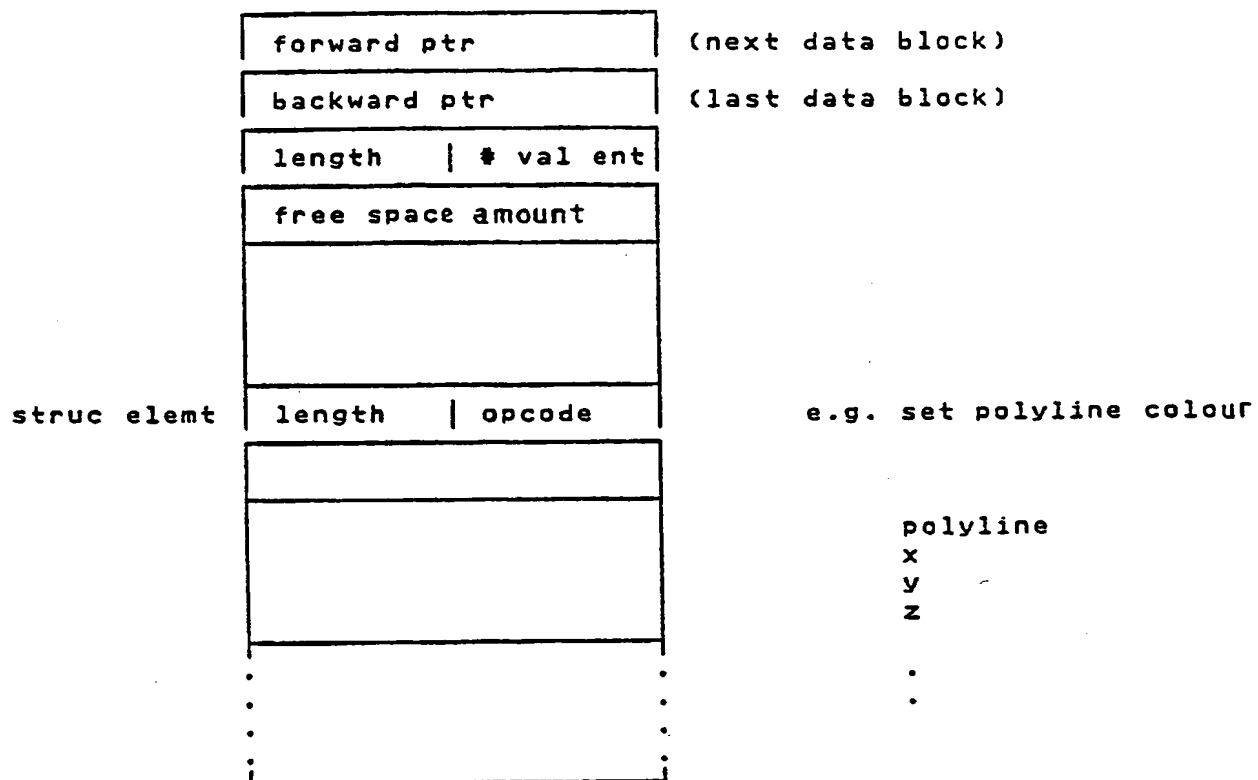 forward ptr (next data block)
backward ptr (last data block)
length | # val ent
free space amount
struc elemt length | opcode e.g. set polyline colour
polyline
x
y
z